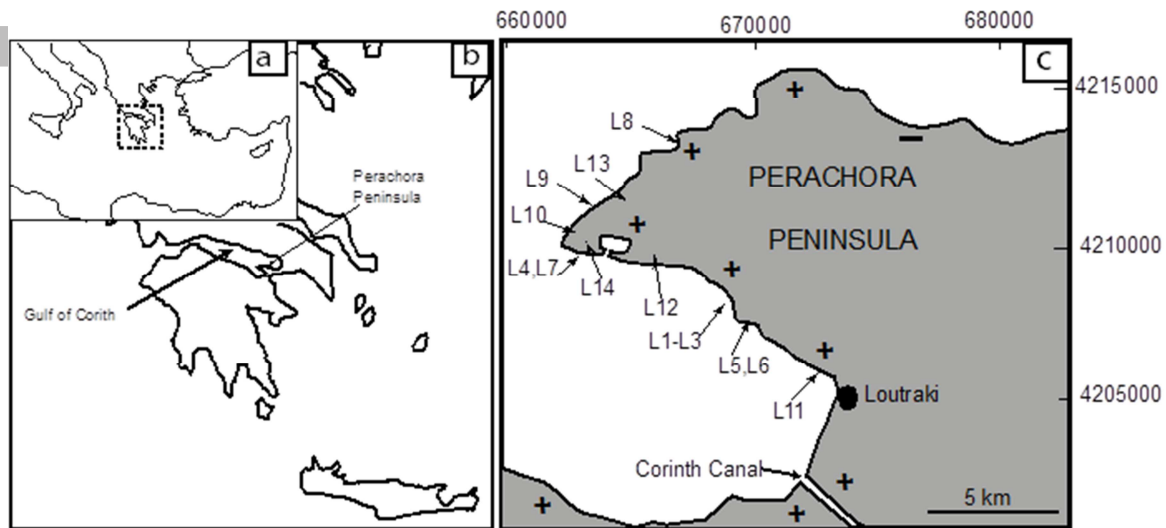 660000
670000
680000
a
b
c
4215000
L8
L13
PERACHORA
Perachora
Peninsula
L9
L10
PENINSULA
4210000
L4,L7
L14
L12
Gulf of Corith
L1-L3
L5,L6
L11
Loutraki
4205000
Corinth Canal
5 km
+
+
+
+
+
+
+
+
−